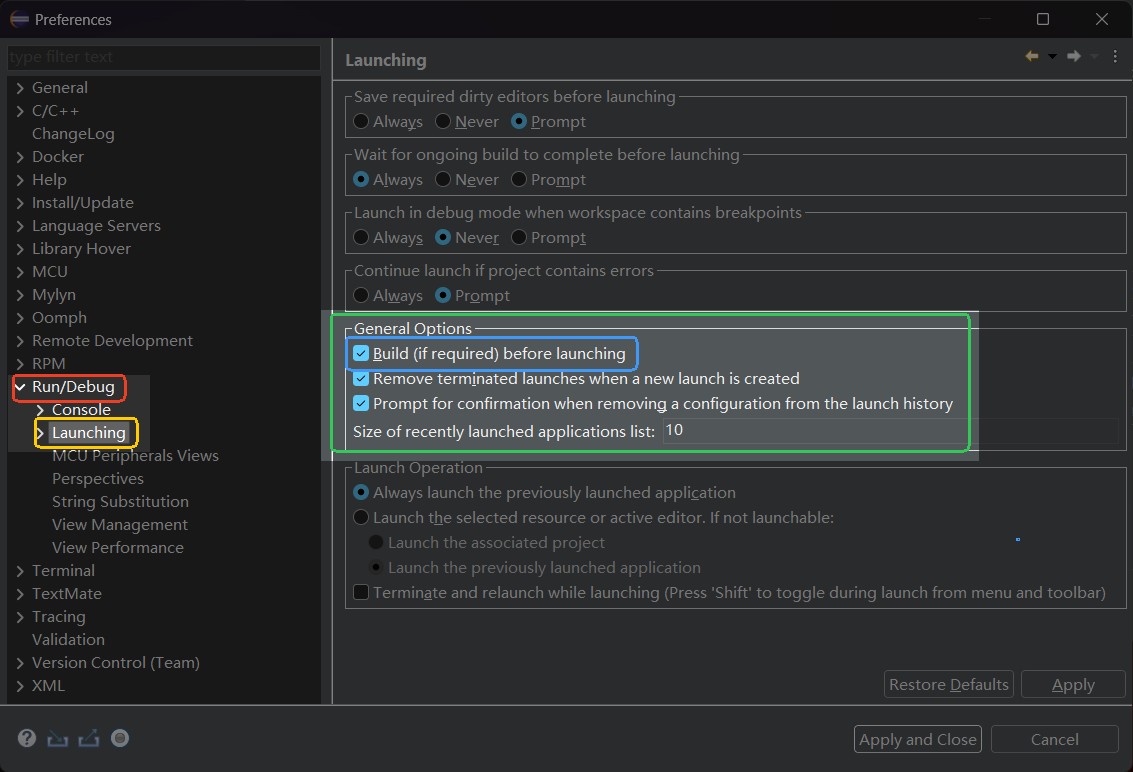 Preferences
type filter text
General
C/C++
ChangeLog
Docker
Help
Install/Update
Language Servers
Library Hover
MCU
Mylyn
Oomph
Remote Development
RPM
Run/Debug
Console
Launching
MCU Peripherals Views
Perspectives
String Substitution
View Management
View Performance
Terminal
TextMate
Tracing
Validation
Version Control (Team)
XML
Launching
Save required dirty editors before launching
Always Never Prompt
Wait for ongoing build to complete before launching
Always Never Prompt
Launch in debug mode when workspace contains breakpoints
Always Never Prompt
Continue launch if project contains errors
Always Prompt
General Options
Build (if required) before launching
Remove terminated launches when a new launch is created
Prompt for confirmation when removing a configuration from the launch history
Size of recently launched applications list: 10
Launch Operation
Always launch the previously launched application
Launch the selected resource or active editor. If not launchable:
Launch the associated project
Launch the previously launched application
Terminate and relaunch while launching (Press 'Shift' to toggle during launch from menu and toolbar)
Restore Defaults Apply
Apply and Close Cancel